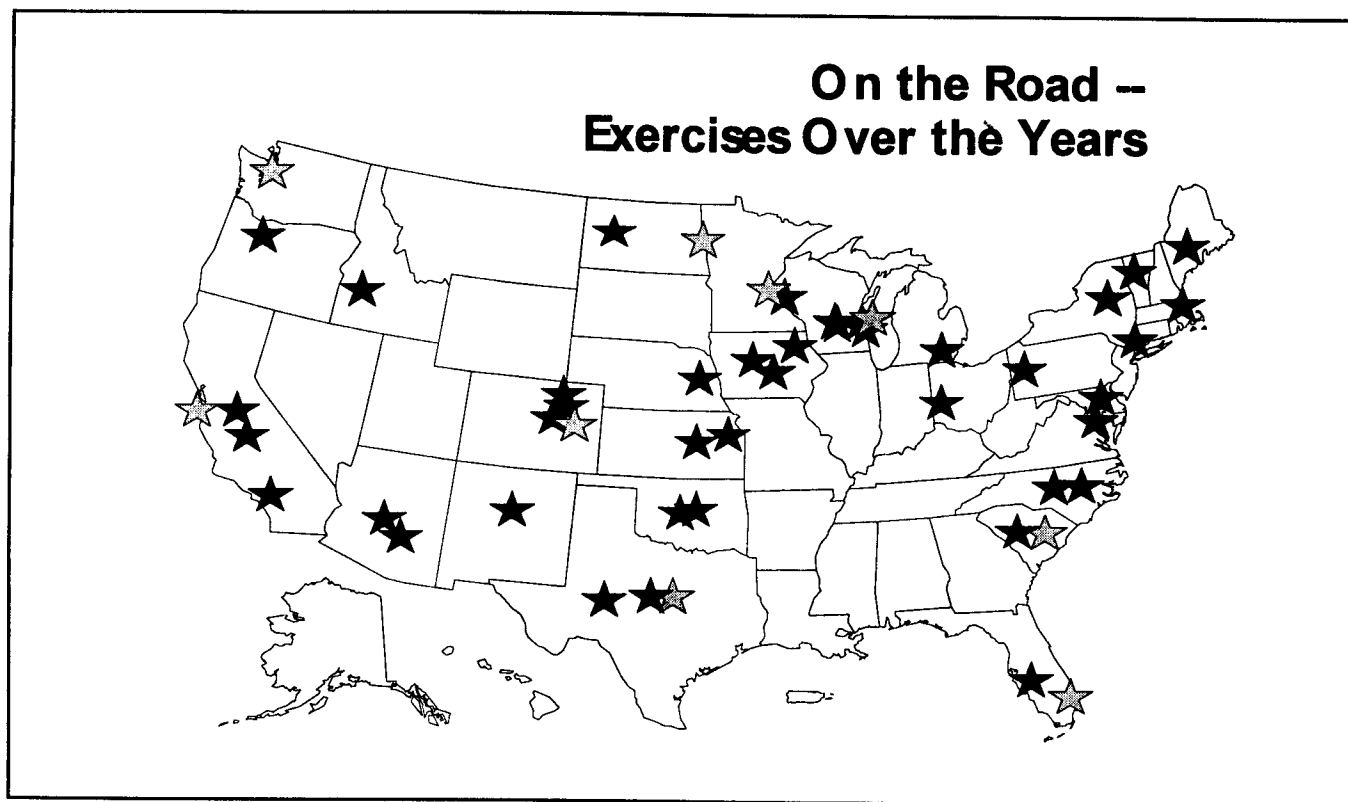 On the Road --
Exercises Over the Years